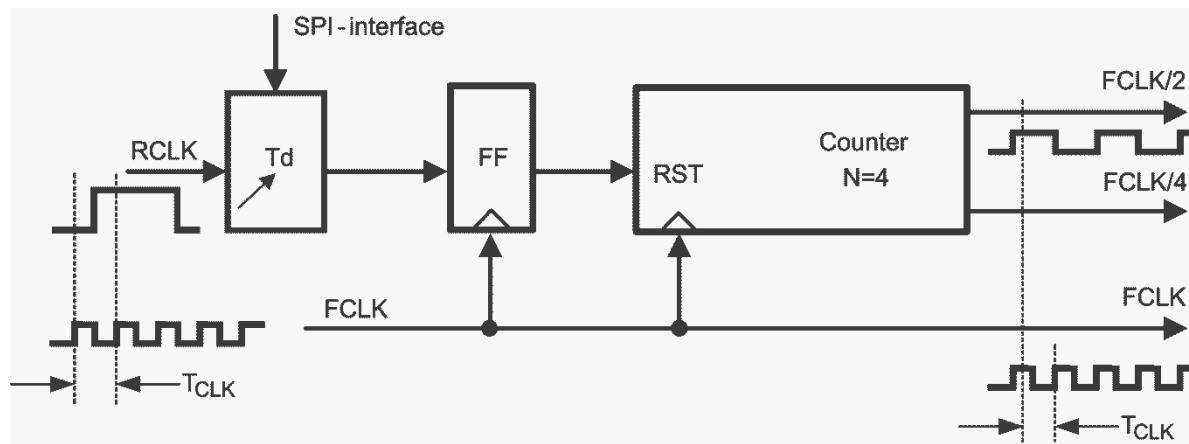 SPI-interface
FCLK/2
RCLK
Td
FF
RST
Counter
N=4
FCLK/4
FCLK
FCLK
TCLK
TCLK